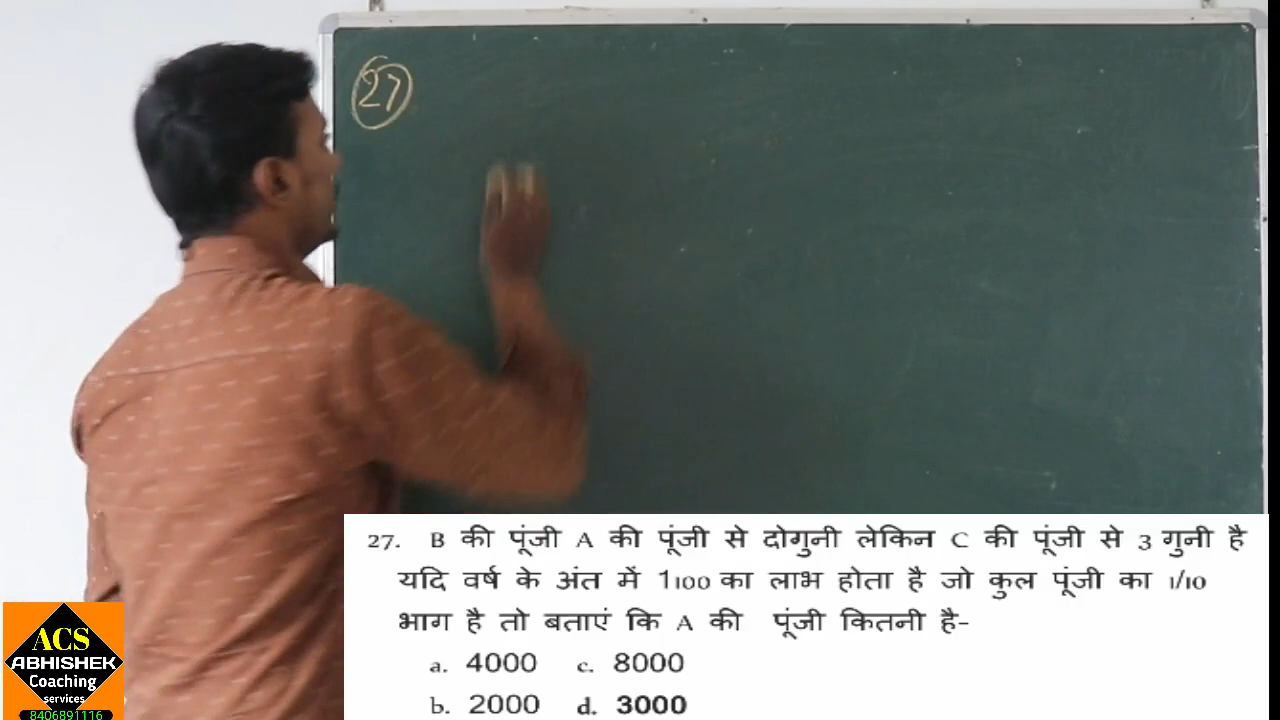 27
27. B की पूंजी A की पूंजी से दोगुनी लेकिन C की पूंजी से 3 गुनी है
यदि वर्ष के अंत में 1100 का लाभ होता है जो कुल पूंजी का 1/10
भाग है तो बताएं कि A की पूंजी कितनी है-
a. 4000 c. 8000
b. 2000 d. 3000
ACS
ABHISHEK
Coaching
services
8406891116